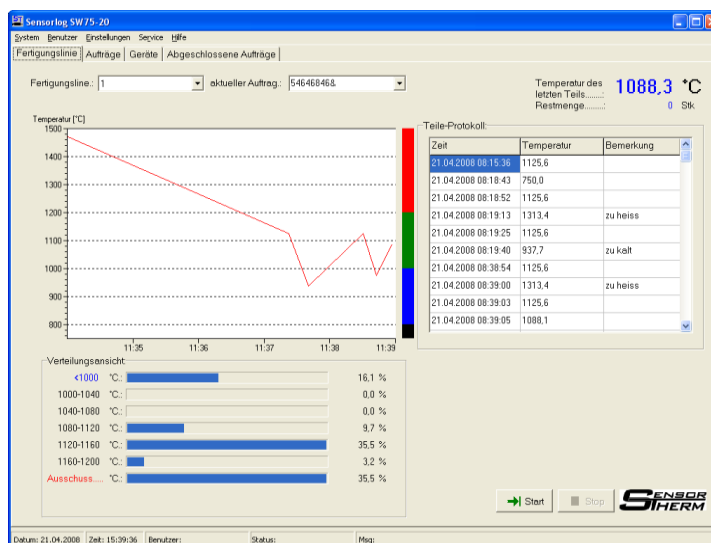 Sensorlog SW75-20
System Benutzer Einstellungen Service Hilfe
Fertigungslinie Aufträge Geräte Abgeschlossene Aufträge
Fertigungsline.: 1 aktueller Auftrag.: 546468468. Temperatur des letzten Teils......: 1088,3 °C
Restmenge........: 0 Stk
Temperatur [°C]
1500
1400
1300
1200
1100
1000
900
800
11:35 11:36 11:37 11:38 11:39
Teile-Protokoll:
Zeit Temperatur Bemerkung
21.04.2008 08:15:36 1125,6
21.04.2008 08:18:43 750,0
21.04.2008 08:18:52 1125,6
21.04.2008 08:19:13 1313,4 zu heiss
21.04.2008 08:19:25 1125,6
21.04.2008 08:19:40 937,7 zu kalt
21.04.2008 08:38:54 1125,6
21.04.2008 08:39:00 1313,4 zu heiss
21.04.2008 08:39:03 1125,6
21.04.2008 08:39:05 1088,1
Verteilungsansicht
<1000 °C.: 16,1 %
1000-1040 °C.: 0,0 %
1040-1080 °C.: 0,0 %
1080-1120 °C.: 9,7 %
1120-1160 °C.: 35,5 %
1160-1200 °C.: 3,2 %
Ausschuss..... °C.: 35,5 %
Start Stop SENSOR THERM
Datum: 21.04.2008 Zeit: 15:39:36 Benutzer: Status: Msg: